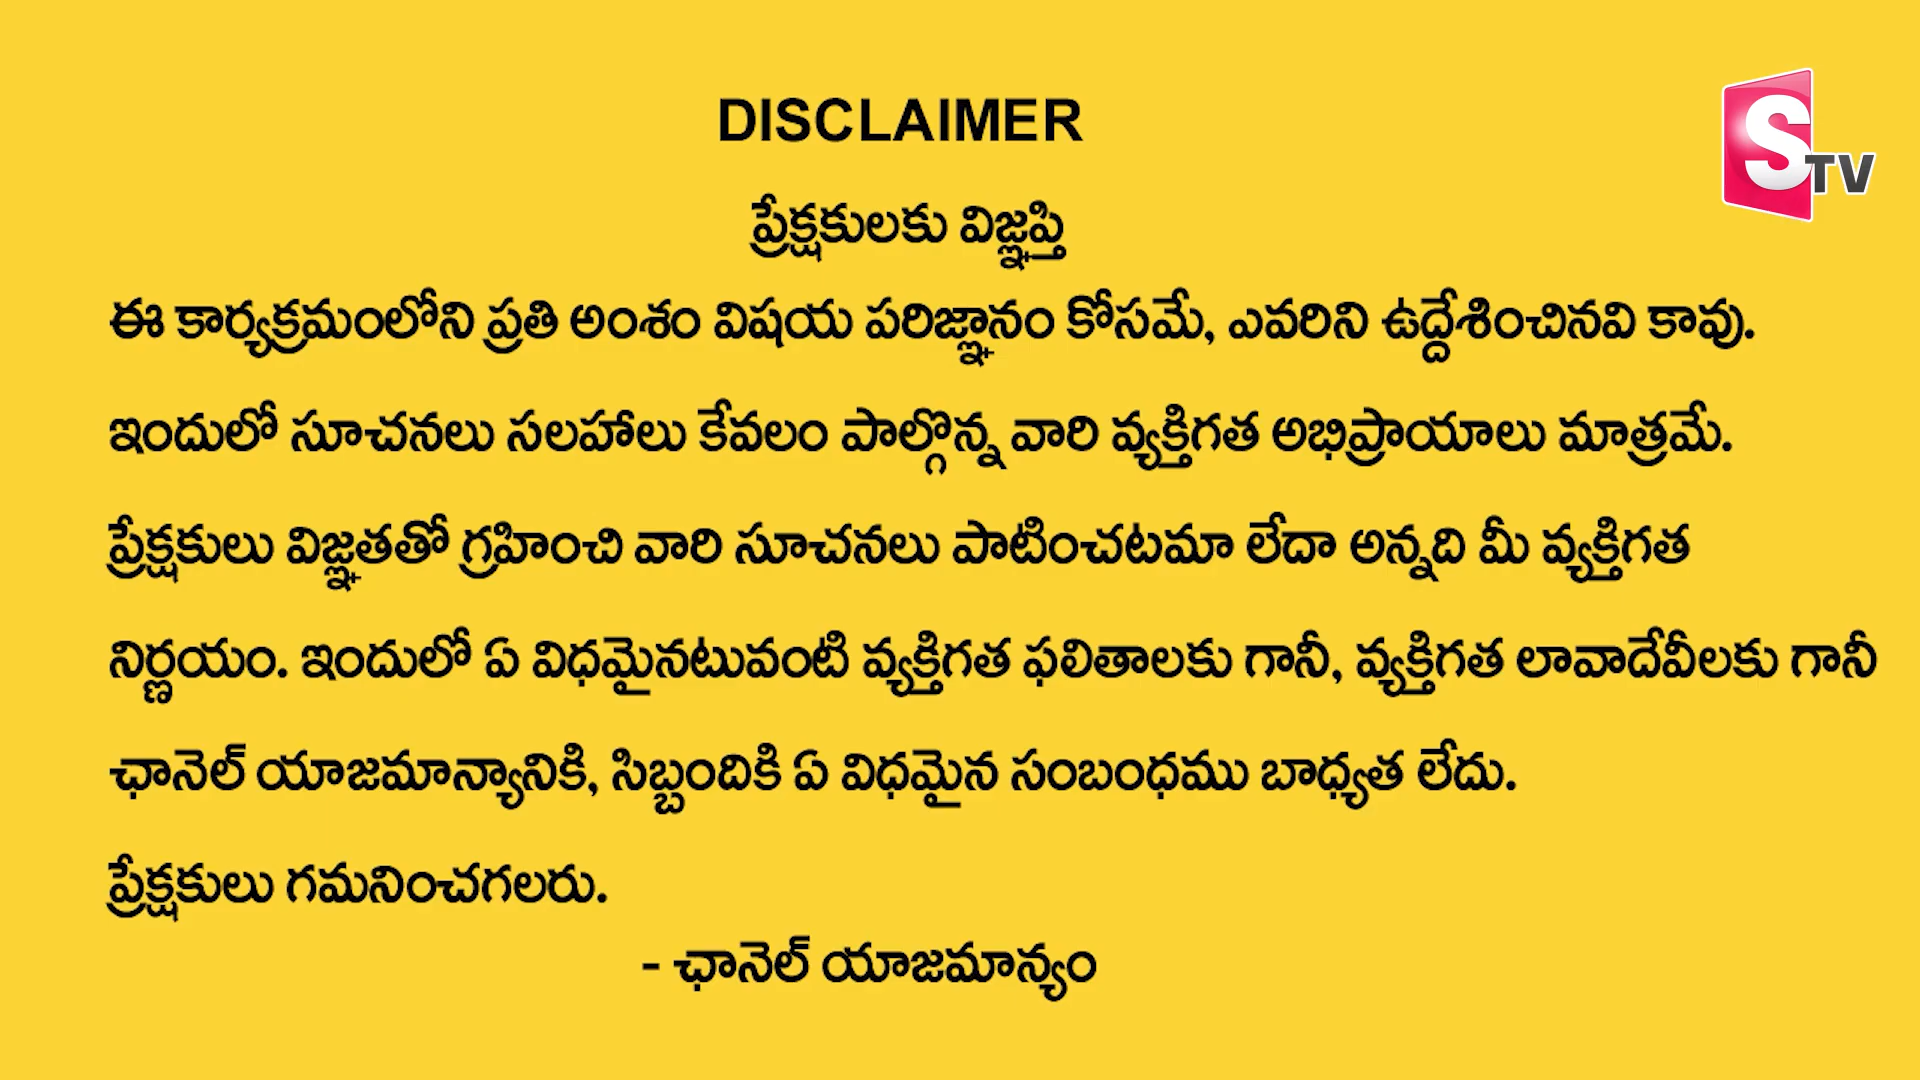 DISCLAIMER
STV
ప్రేక్షకులకు విజ్ఞప్తి
ఈ కార్యక్రమంలోని ప్రతి అంశం విషయ పరిజ్ఞానం కోసమే, ఎవరిని ఉద్దేశించినవి కావు.
ఇందులో సూచనలు సలహాలు కేవలం పాల్గొన్న వారి వ్యక్తిగత అభిప్రాయాలు మాత్రమే.
ప్రేక్షకులు విజ్ఞతతో గ్రహించి వారి సూచనలు పాటించటమా లేదా అన్నది మీ వ్యక్తిగత
నిర్ణయం. ఇందులో ఏ విధమైనటువంటి వ్యక్తిగత ఫలితాలకు గానీ, వ్యక్తిగత లావాదేవీలకు గానీ
ఛానెల్ యాజమాన్యానికి, సిబ్బందికి ఏ విధమైన సంబంధము బాధ్యత లేదు.
ప్రేక్షకులు గమనించగలరు.
- ఛానెల్ యాజమాన్యం